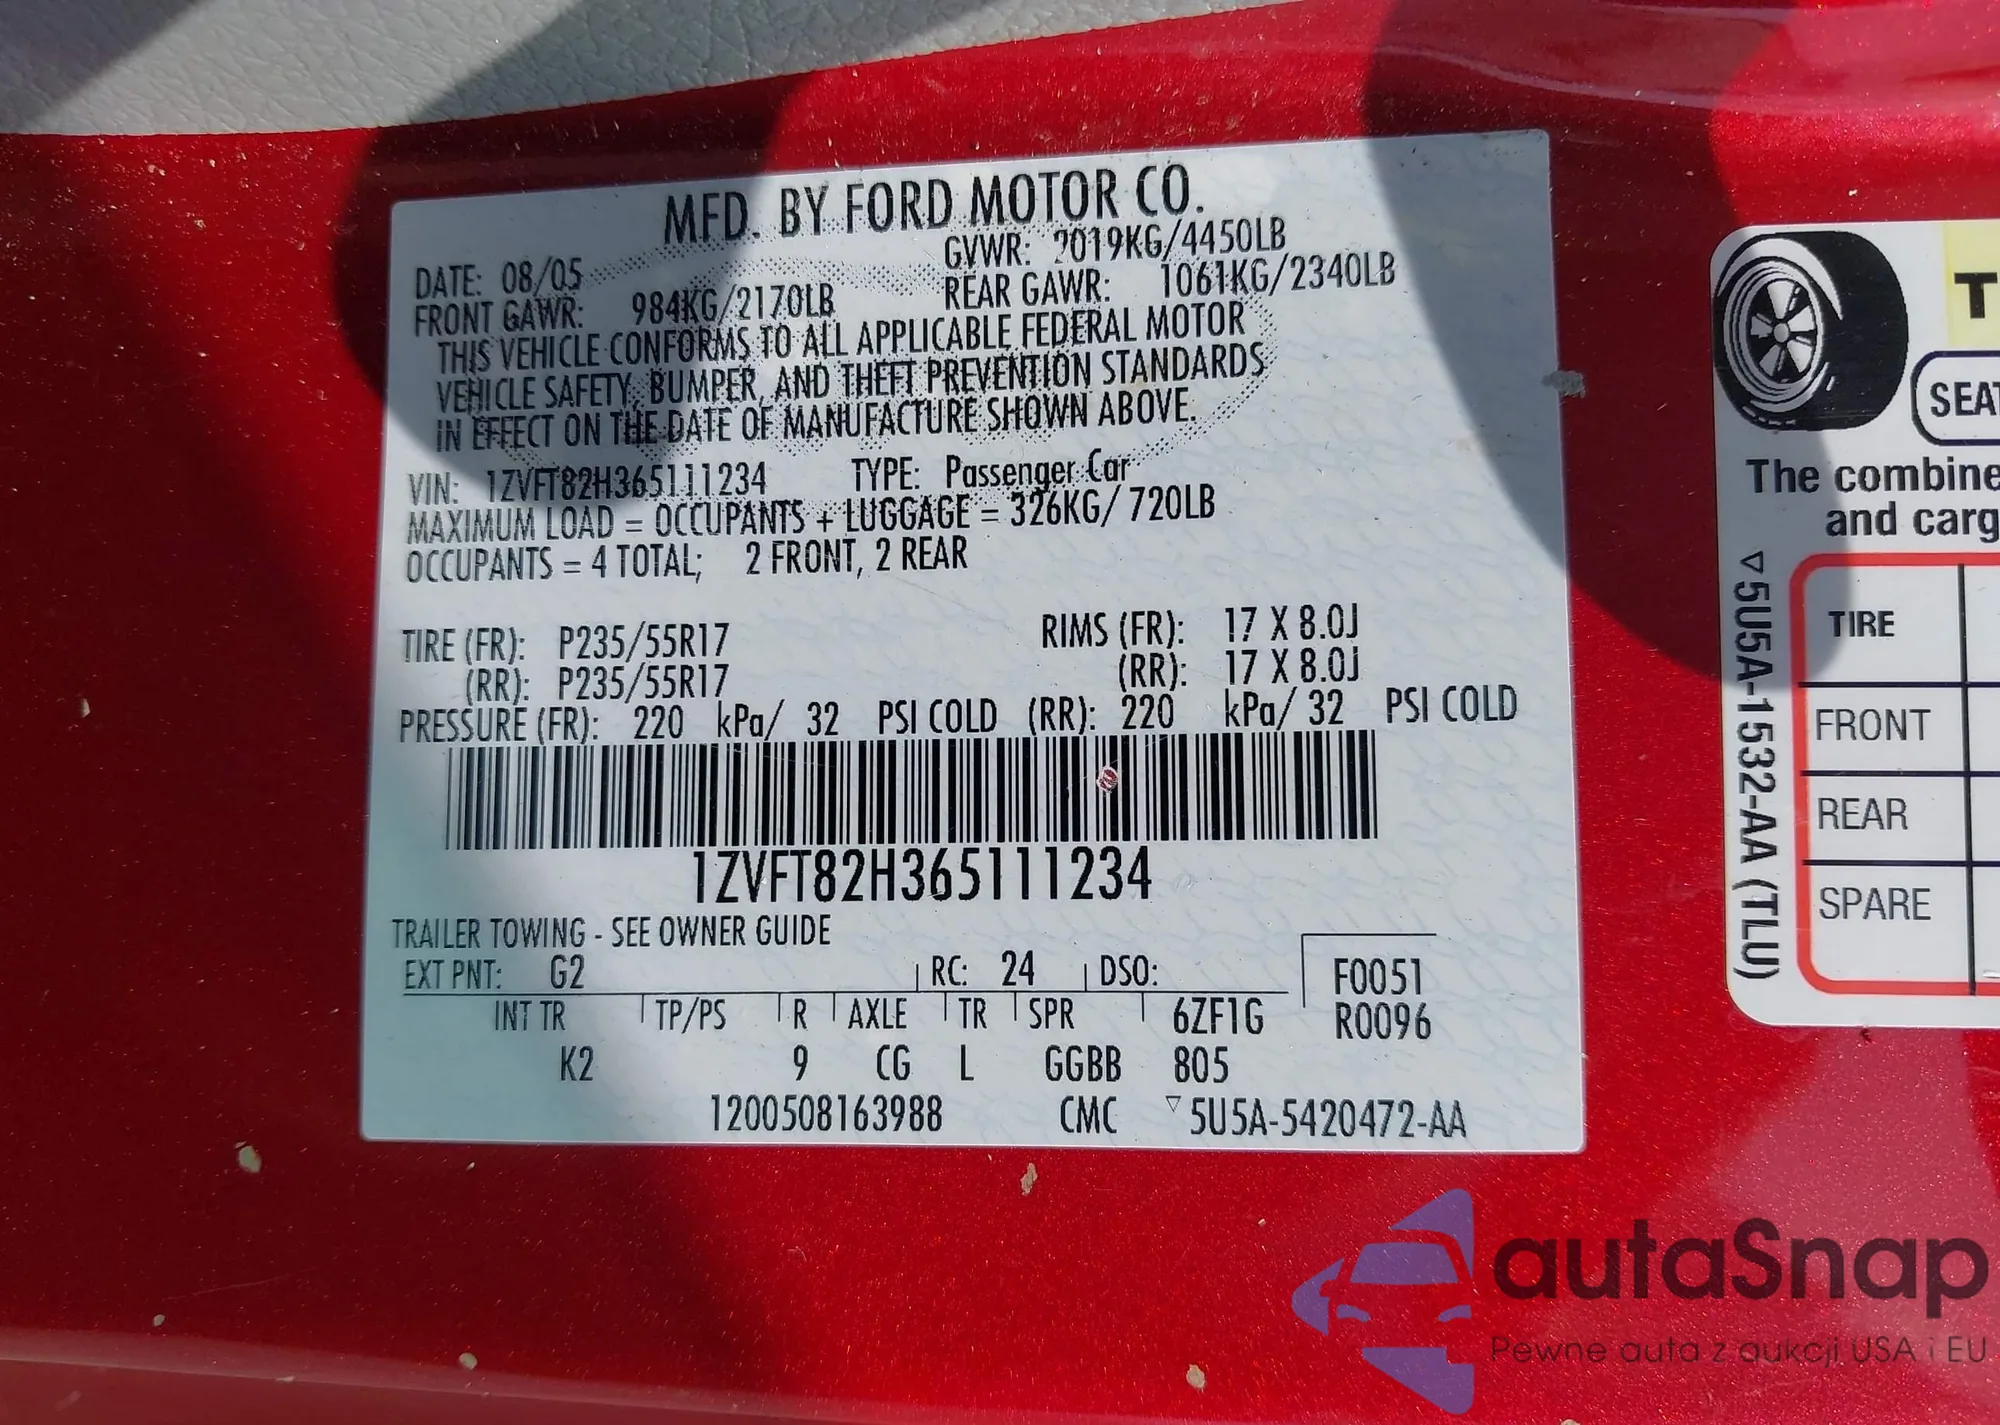 MFD. BY FORD MOTOR CO.
DATE: 08/05 GVWR: 2019KG/4450LB
FRONT GAWR: 984KG/2170LB REAR GAWR: 1061KG/2340LB
THIS VEHICLE CONFORMS TO ALL APPLICABLE FEDERAL MOTOR
VEHICLE SAFETY, BUMPER, AND THEFT PREVENTION STANDARDS
IN EFFECT ON THE DATE OF MANUFACTURE SHOWN ABOVE.
VIN: 1ZVFT82H365111234 TYPE: Passenger Car
MAXIMUM LOAD = OCCUPANTS + LUGGAGE = 326KG/ 720LB
OCCUPANTS = 4 TOTAL; 2 FRONT, 2 REAR
TIRE (FR): P235/55R17 RIMS (FR): 17 X 8.0J
(RR): P235/55R17 (RR): 17 X 8.0J
PRESSURE (FR): 220 kPa/ 32 PSI COLD (RR): 220 kPa/ 32 PSI COLD
1ZVFT82H365111234
TRAILER TOWING - SEE OWNER GUIDE
EXT PNT: G2 RC: 24 DSO: F0051
INT TR TP/PS R AXLE TR SPR 6ZF1G R0096
K2 9 CG L GGBB 805
1200508163988 CMC ▽5U5A-5420472-AA
T
SEAT
The combine
and carg
▽5U5A-1532-AA (TLU)
TIRE
FRONT
REAR
SPARE
autaSnap
Pewne auta z aukcji USA i EU